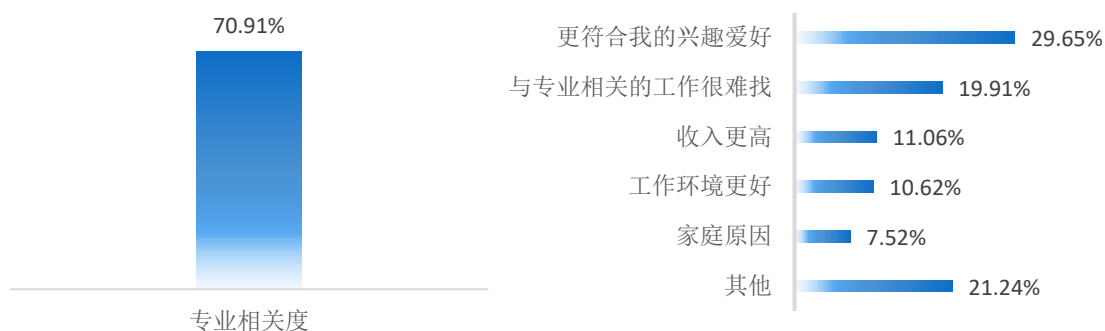 70.91%
专业相关度
更符合我的兴趣爱好 29.65%
与专业相关的工作很难找 19.91%
收入更高 11.06%
工作环境更好 10.62%
家庭原因 7.52%
其他 21.24%